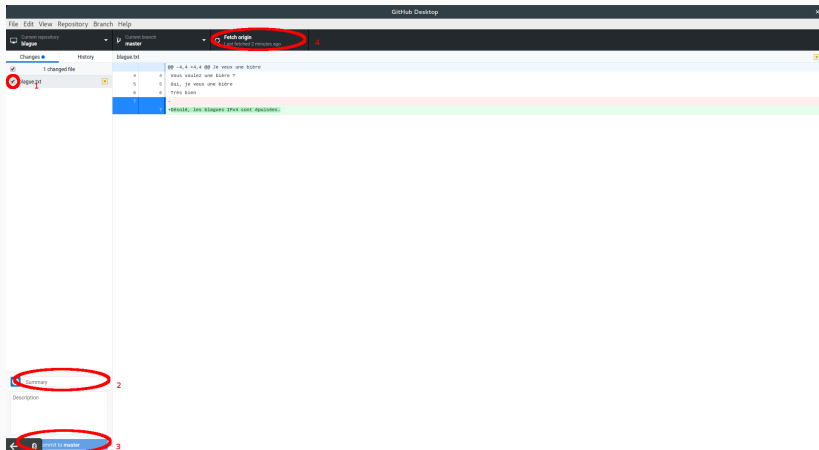 GitHub Desktop
File Edit View Repository Branch Help
Current repository
blague
Current branch
master
Fetch origin
Last fetched 2 minutes ago
4
Changes
History
blague.txt
1 changed file
blague.txt
1
@@ -4,4 +4,4 @@ Je veux une bière
4 4 Vous voulez une bière ?
5 5 Oui, je veux une bière
6 6 Très bien
7 -
7 +Désolé, les blagues IPv4 sont épuisées.
Summary
2
Description
ommit to master
3